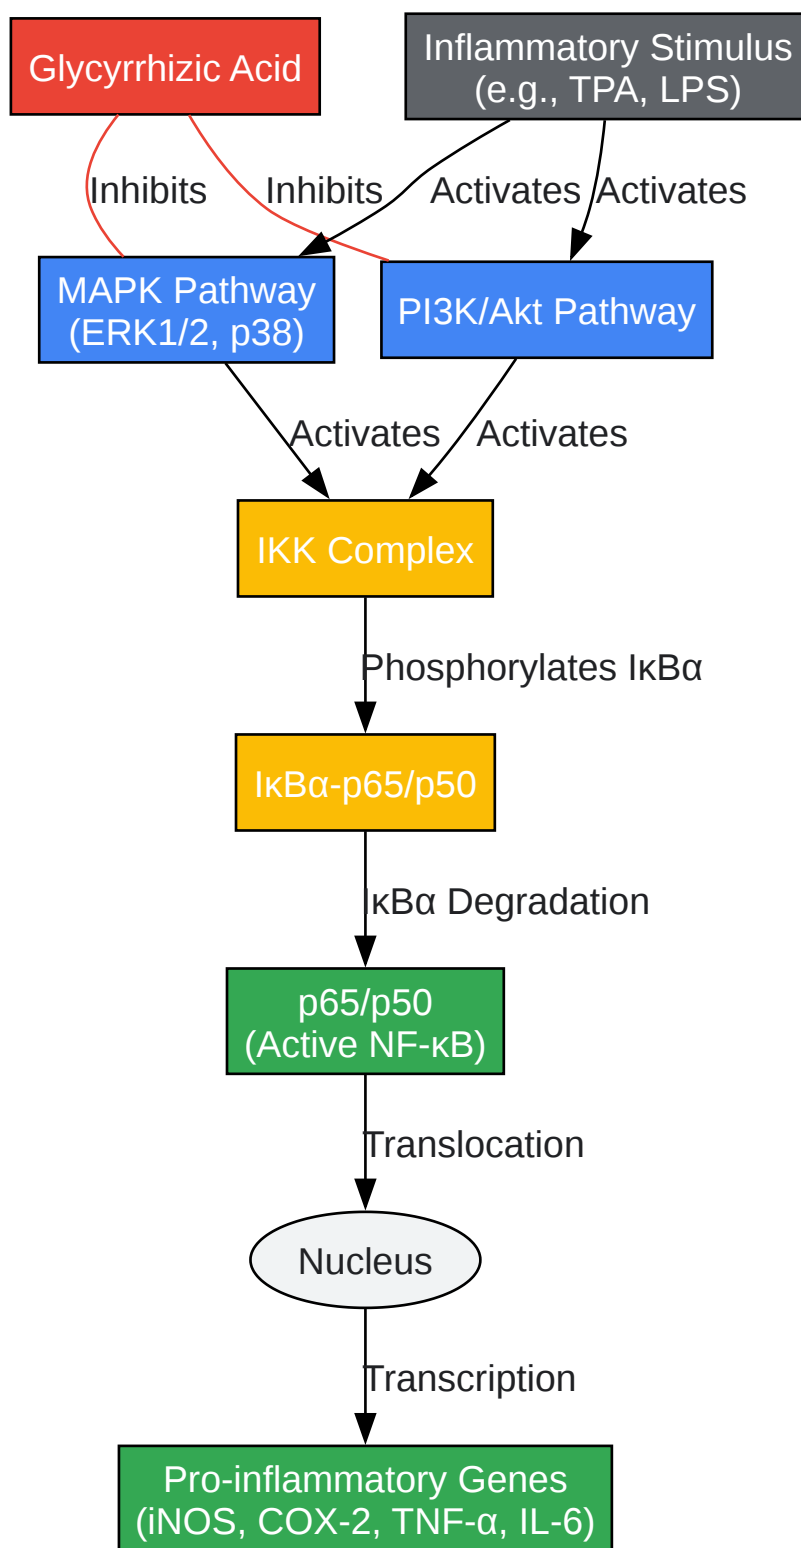 Glycyrrhizic Acid
Inflammatory Stimulus
(e.g., TPA, LPS)
Inhibits
Inhibits
Activates
Activates
MAPK Pathway
(ERK1/2, p38)
PI3K/Akt Pathway
Activates
Activates
IKK Complex
Phosphorylates IκBα
IκBα-p65/p50
IκBα Degradation
p65/p50
(Active NF-κB)
Translocation
Nucleus
Transcription
Pro-inflammatory Genes
(iNOS, COX-2, TNF-α, IL-6)